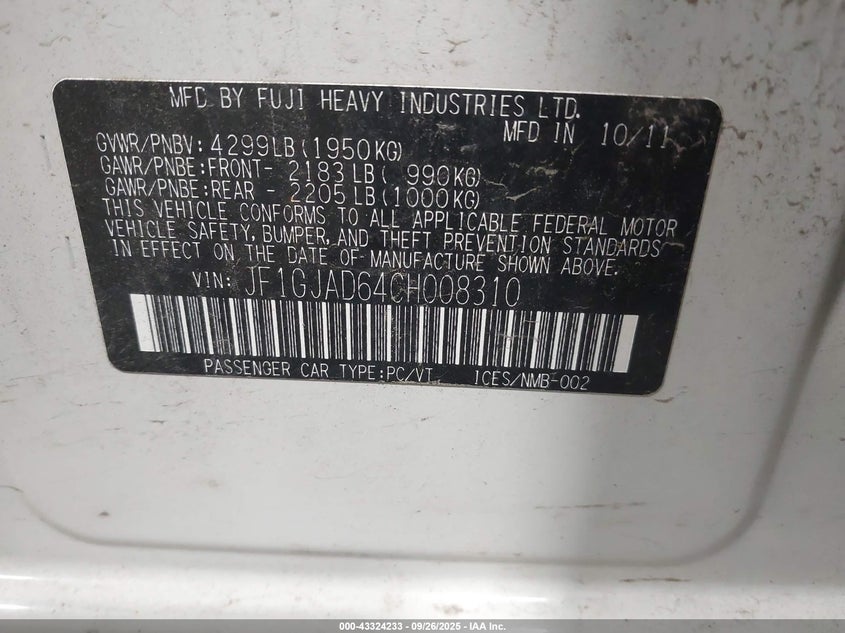 MFD BY FUJI HEAVY INDUSTRIES LTD.
MFD IN 10/11
GVWR/PNBV: 4299LB(1950KG)
GAWR/PNBE:FRONT- 2183LB( 990KG)
GAWR/PNBE:REAR - 2205LB(1000KG)
THIS VEHICLE CONFORMS TO ALL APPLICABLE FEDERAL MOTOR
VEHICLE SAFETY, BUMPER, AND THEFT PREVENTION STANDARDS
IN EFFECT ON THE DATE OF MANUFACTURE SHOWN ABOVE.
VIN: JF1GJAD64CH008310
PASSENGER CAR TYPE:PC/VT ICES/NMB-002
000-43324233 - 09/26/2025 - IAA Inc.